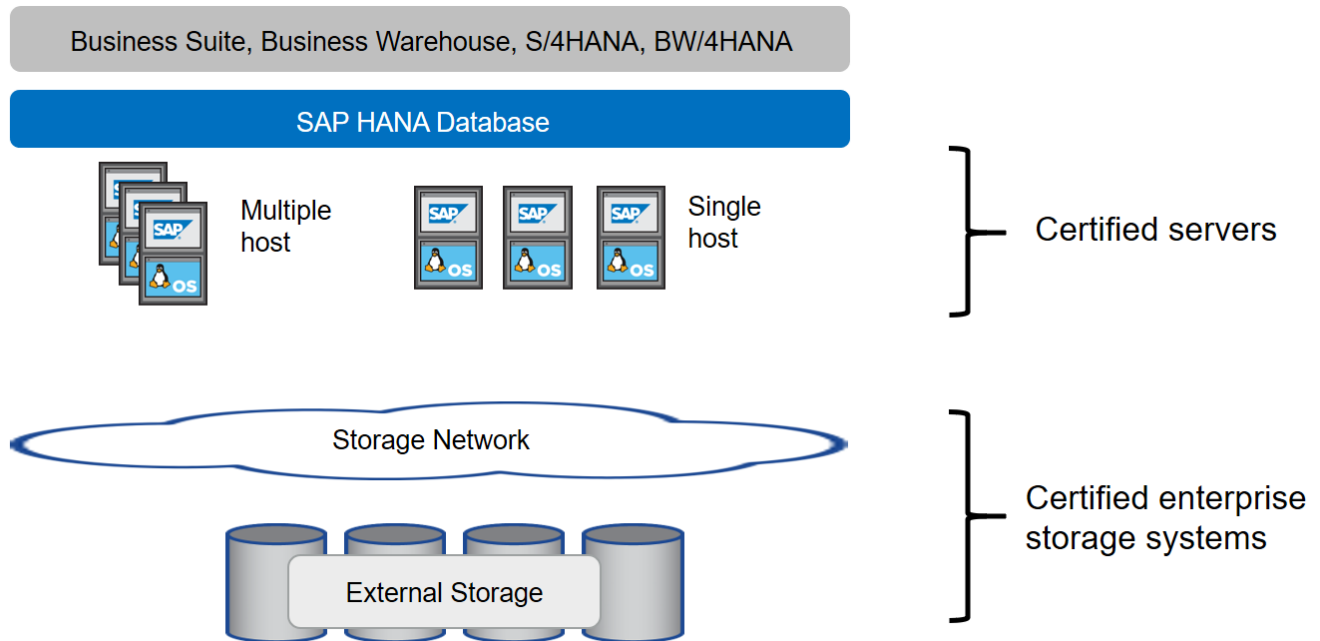 Business Suite, Business Warehouse, S/4HANA, BW/4HANA
SAP HANA Database
Multiple
host
SAP
OS
SAP
OS
SAP
OS
SAP
OS
Single
host
Certified servers
Storage Network
External Storage
Certified enterprise
storage systems